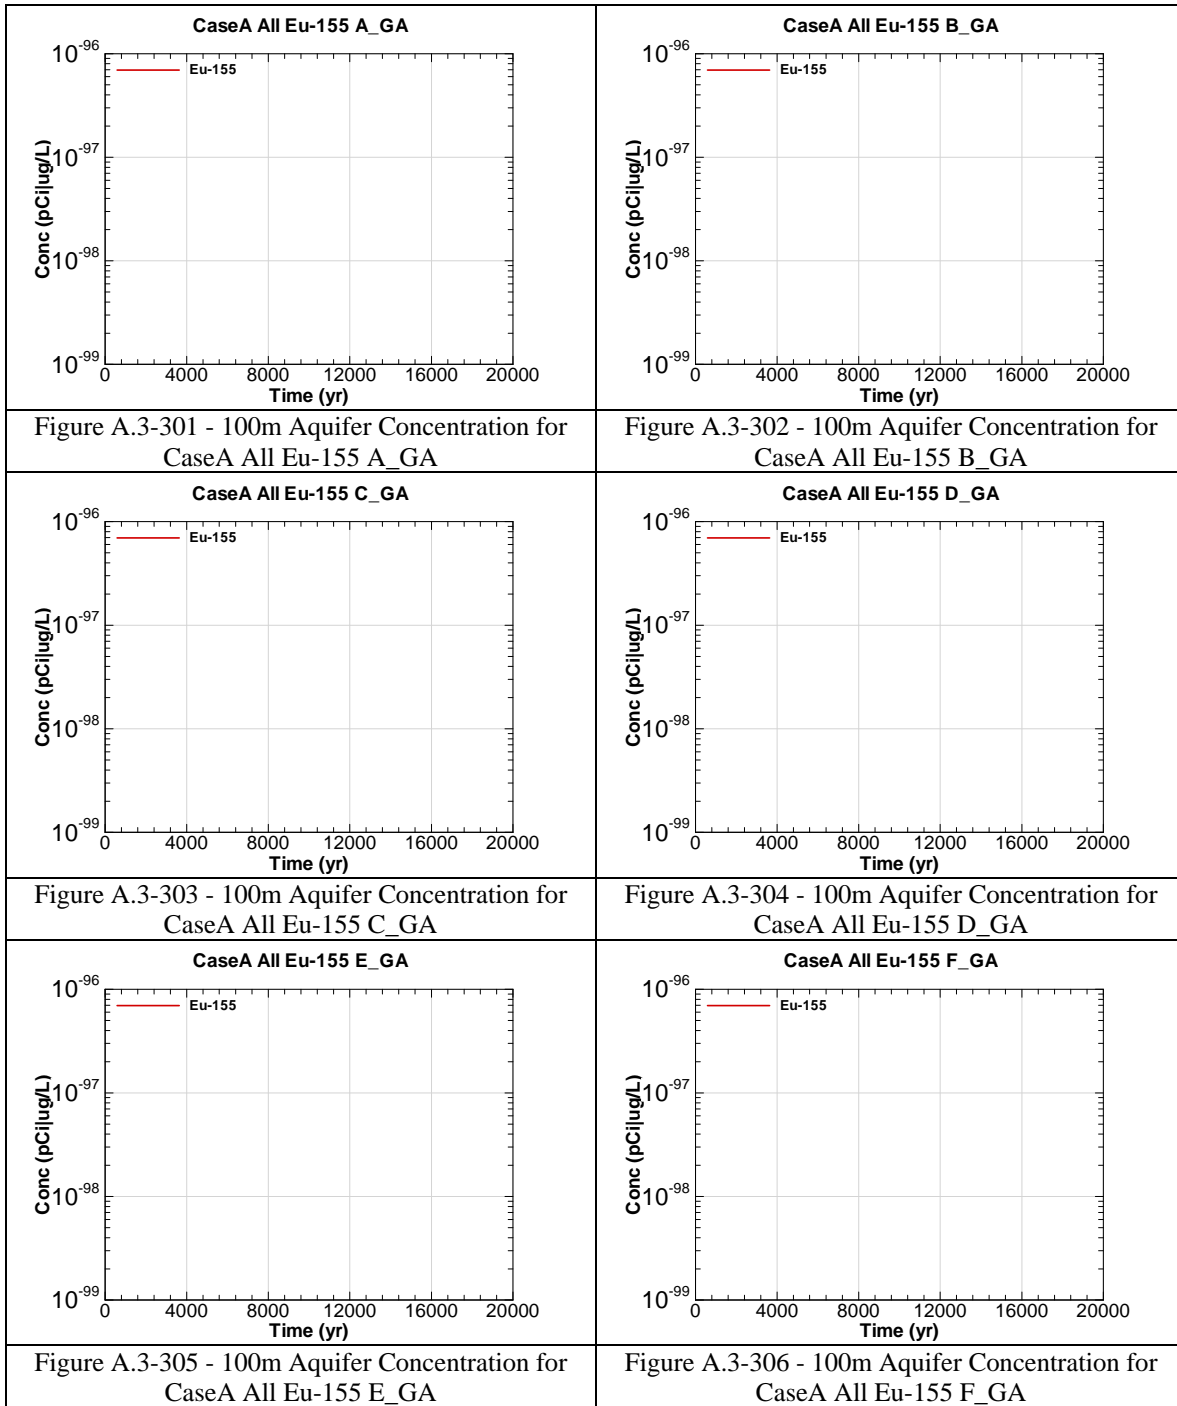 CaseA All Eu-155 A_GA
10-96
Eu-155
10-97
Conc (pCi|ug/L)
10-98
10-99
0 4000 8000 12000 16000 20000
Time (yr)
Figure A.3-301 - 100m Aquifer Concentration for
CaseA All Eu-155 A_GA
CaseA All Eu-155 B_GA
10-96
Eu-155
10-97
Conc (pCi|ug/L)
10-98
10-99
0 4000 8000 12000 16000 20000
Time (yr)
Figure A.3-302 - 100m Aquifer Concentration for
CaseA All Eu-155 B_GA
CaseA All Eu-155 C_GA
10-96
Eu-155
10-97
Conc (pCi|ug/L)
10-98
10-99
0 4000 8000 12000 16000 20000
Time (yr)
Figure A.3-303 - 100m Aquifer Concentration for
CaseA All Eu-155 C_GA
CaseA All Eu-155 D_GA
10-96
Eu-155
10-97
Conc (pCi|ug/L)
10-98
10-99
0 4000 8000 12000 16000 20000
Time (yr)
Figure A.3-304 - 100m Aquifer Concentration for
CaseA All Eu-155 D_GA
CaseA All Eu-155 E_GA
10-96
Eu-155
10-97
Conc (pCi|ug/L)
10-98
10-99
0 4000 8000 12000 16000 20000
Time (yr)
Figure A.3-305 - 100m Aquifer Concentration for
CaseA All Eu-155 E_GA
CaseA All Eu-155 F_GA
10-96
Eu-155
10-97
Conc (pCi|ug/L)
10-98
10-99
0 4000 8000 12000 16000 20000
Time (yr)
Figure A.3-306 - 100m Aquifer Concentration for
CaseA All Eu-155 F_GA